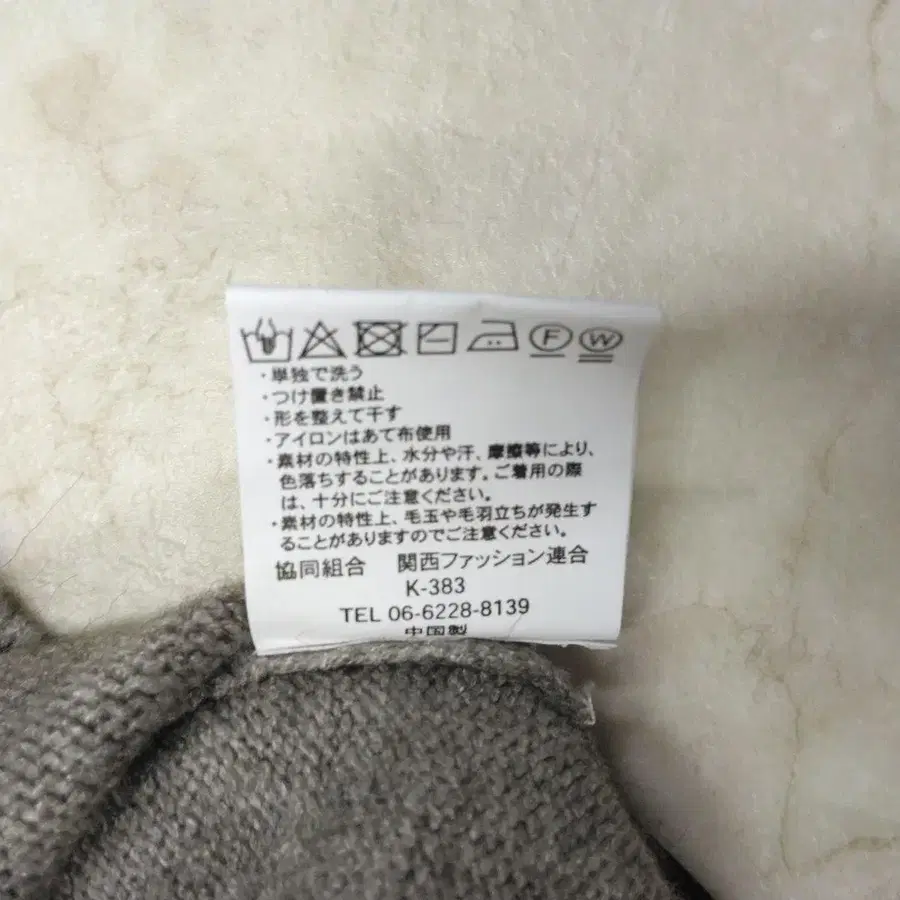 F W
・単独で洗う
・つけ置き禁止
・形を整えて干す
・アイロンはあて布使用
・素材の特性上、水分や汗、摩擦等により、
色落ちすることがあります。ご着用の際
は、十分にご注意ください。
・素材の特性上、毛玉や毛羽立ちが発生す
ることがありますのでご注意ください。
協同組合 関西ファッション連合
K-383
TEL 06-6228-8139
中国製